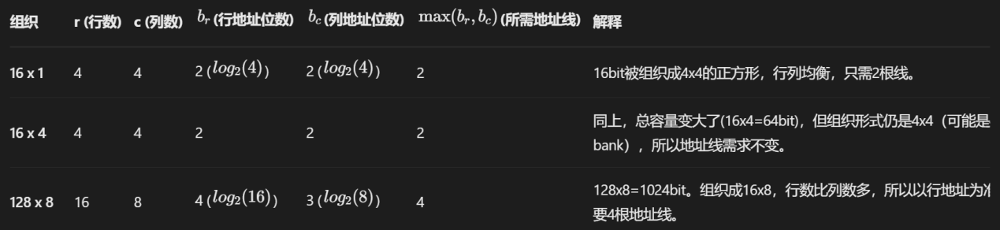 组织 r (行数) c (列数) b_r (行地址位数) b_c (列地址位数) max(b_r, b_c) (所需地址线) 解释
16 x 1 4 4 2 (log_2(4)) 2 (log_2(4)) 2 16bit被组织成4x4的正方形，行列均衡，只需2根线。
16 x 4 4 4 2 2 2 同上，总容量变大了(16x4=64bit)，但组织形式仍是4x4（可能是
bank），所以地址线需求不变。
128 x 8 16 8 4 (log_2(16)) 3 (log_2(8)) 4 128x8=1024bit。组织成16x8，行数比列数多，所以以行地址为准
要4根地址线。